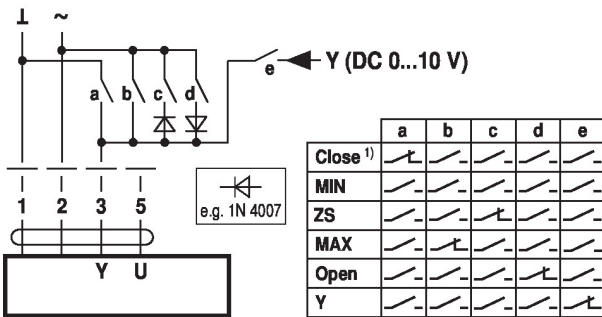 ⊥ ~
e Y (DC 0...10 V)
a b c d
e.g. 1N 4007
1 2 3 5
Y U
a b c d e
Close 1)
MIN
ZS
MAX
Open
Y